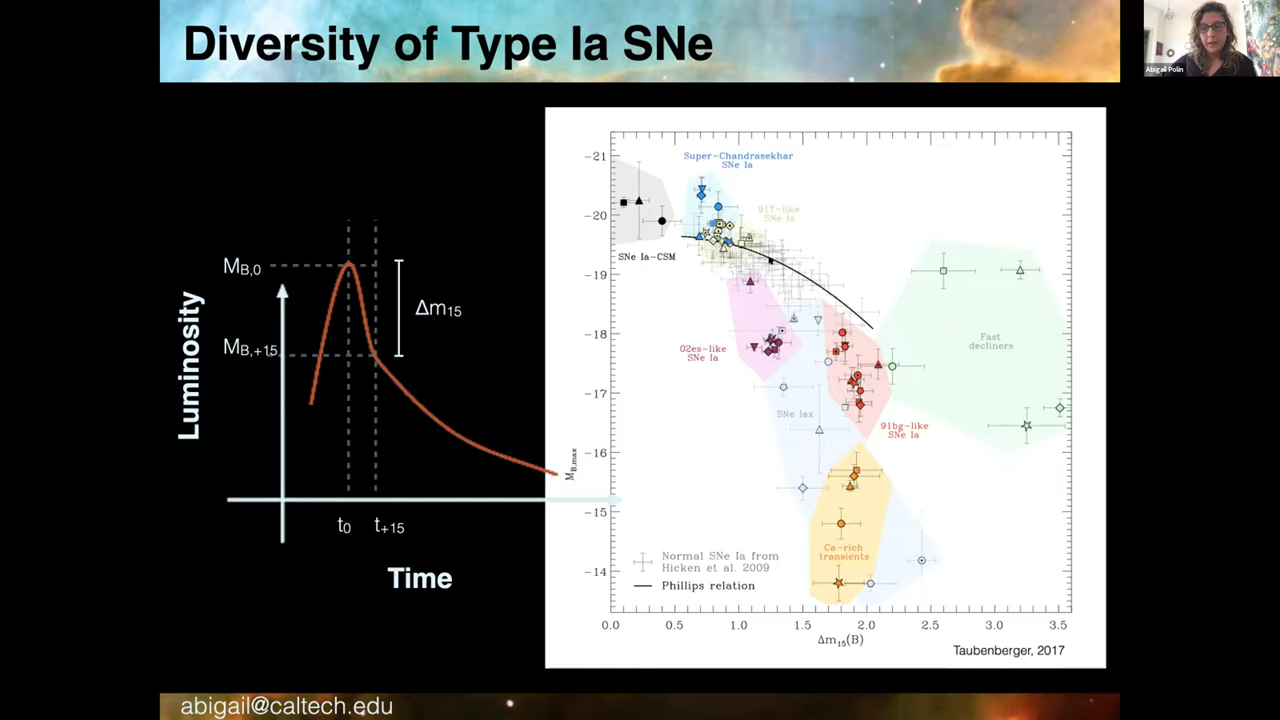 Diversity of Type Ia SNe
Abigail Polin
Luminosity
M_B,0
M_B,+15
Δm15
t0
t+15
Time
M_B,max
−21
−20
−19
−18
−17
−16
−15
−14
Super−Chandrasekhar
SNe Ia
91T−like
SNe Ia
SNe Ia−CSM
02es−like
SNe Ia
SNe Iax
91bg−like
SNe Ia
Fast
decliners
Ca−rich
transients
Normal SNe Ia from
Hicken et al. 2009
Phillips relation
0.0 0.5 1.0 1.5 2.0 2.5 3.0 3.5
Δm15(B)
Taubenberger, 2017
abigail@caltech.edu